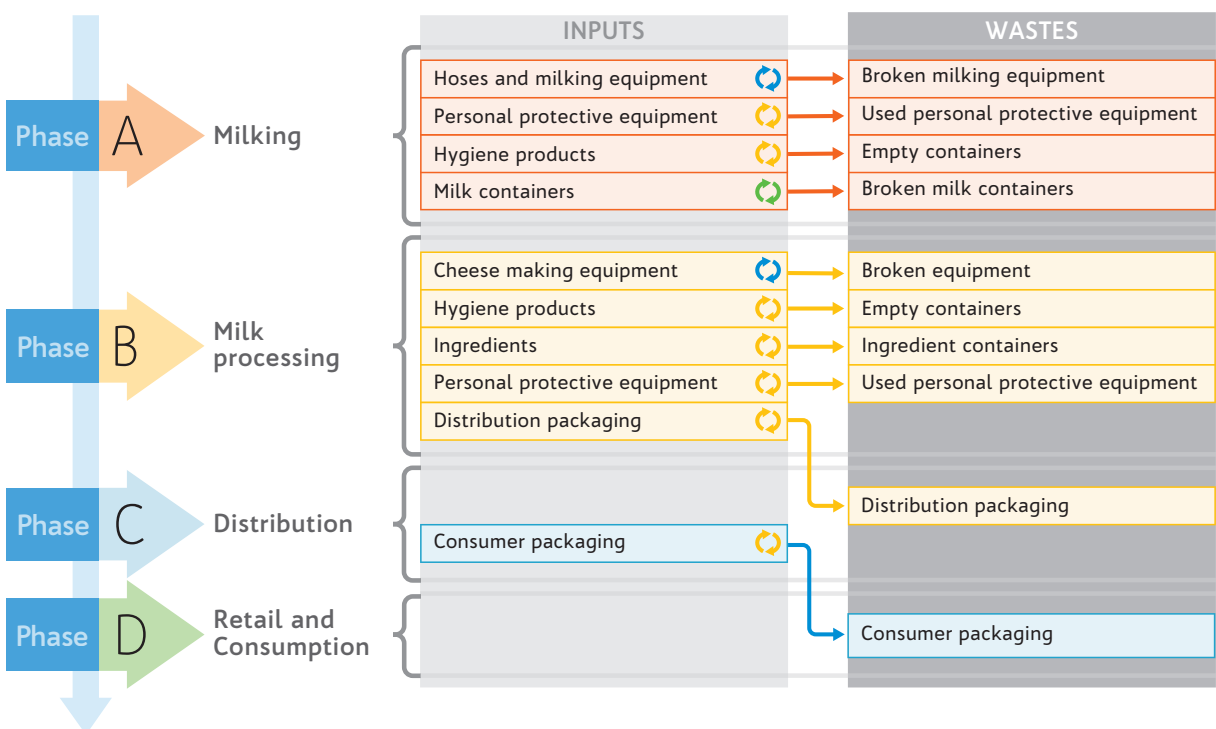 INPUTS
WASTES
Phase A
Milking
Hoses and milking equipment
Broken milking equipment
Personal protective equipment
Used personal protective equipment
Hygiene products
Empty containers
Milk containers
Broken milk containers
Phase B
Milk
processing
Cheese making equipment
Broken equipment
Hygiene products
Empty containers
Ingredients
Ingredient containers
Personal protective equipment
Used personal protective equipment
Distribution packaging
Phase C
Distribution
Distribution packaging
Consumer packaging
Phase D
Retail and
Consumption
Consumer packaging